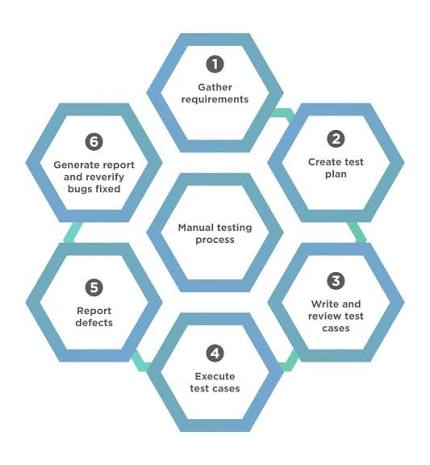 1
Gather
requirements
2
Create test
plan
3
Write and
review test
cases
4
Execute
test cases
5
Report
defects
6
Generate report
and reverify
bugs fixed
Manual testing
process